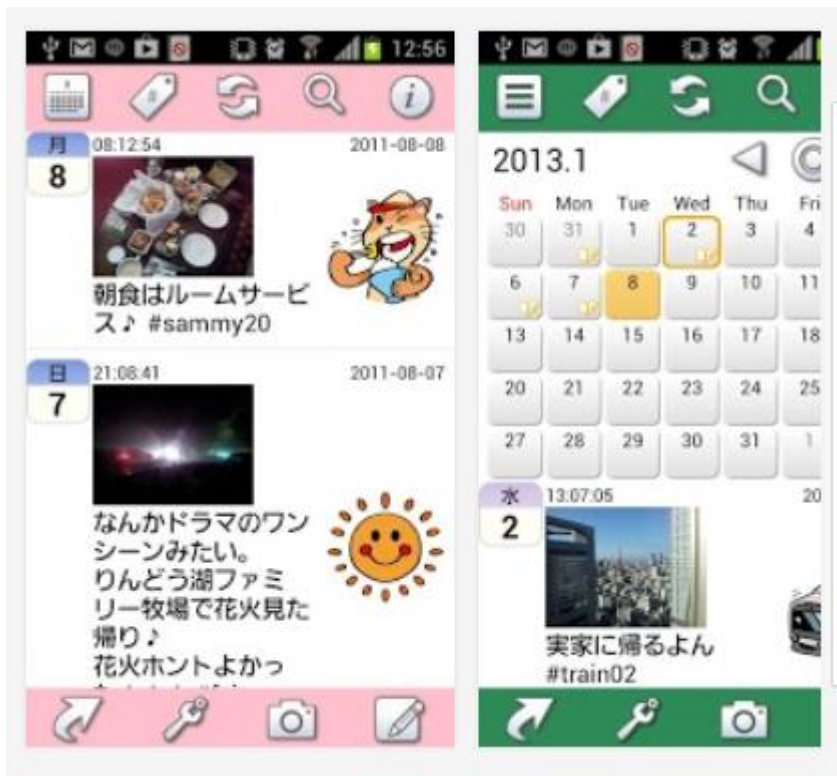 12:56
月
8
08:12:54
2011-08-08
朝食はルームサービ
ス♪ #sammy20
日
7
21:08:41
2011-08-07
なんかドラマのワン
シーンみたい。
りんどう湖ファミ
リー牧場で花火見た
帰り♪
花火ホントよかっ
2013.1
Sun Mon Tue Wed Thu Fri
30 31 1 2 3 4
6 7 8 9 10 11
13 14 15 16 17 18
20 21 22 23 24 25
27 28 29 30 31 1
水
2
13:07:05
20
実家に帰るよん
#train02